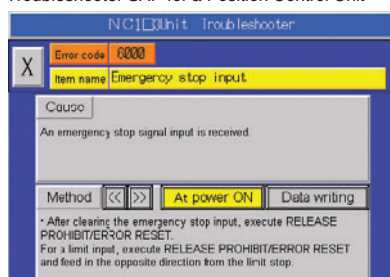 Troubleshooter SAP for a Position Control Unit
NC1□3Unit Troubleshooter
X
Error code 6000
Item name Emergency stop input
Cause
An emergency stop signal input is received.
Method << >> At power ON Data writing
・After clearing the emergency stop input, execute RELEASE
PROHIBIT/ERROR RESET.
For a limit input, execute RELEASE PROHIBIT/ERROR RESET
and feed in the opposite direction from the limit stop.